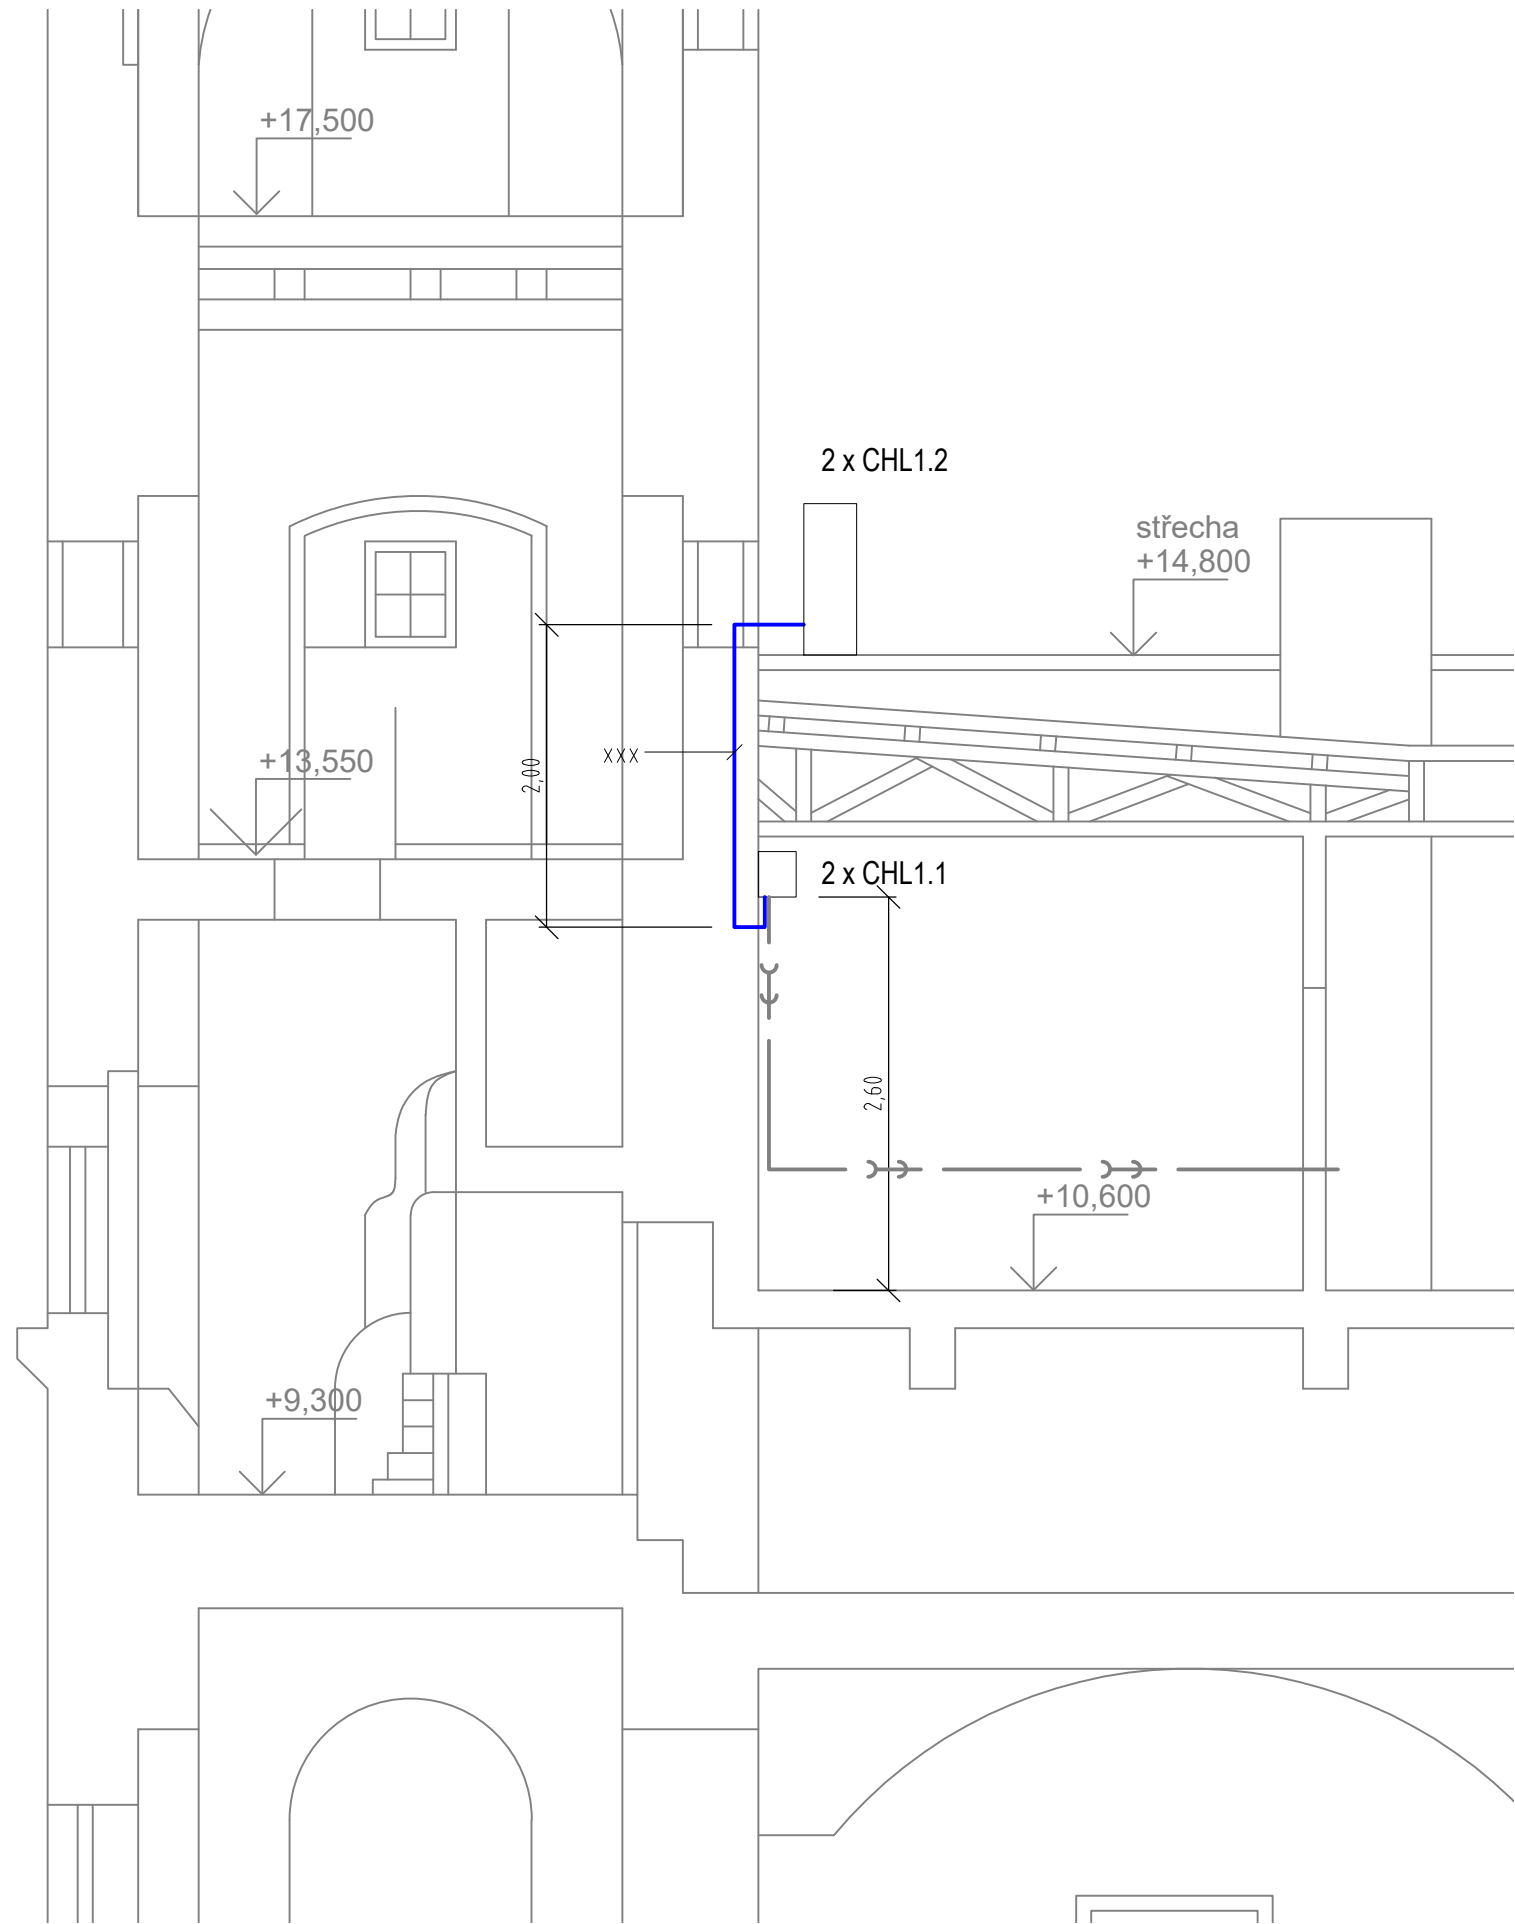 +17,500
2 x CHL1.2
střecha
+14,800
+13,550
2,00
xxx
2 x CHL1.1
2,60
+10,600
+9,300